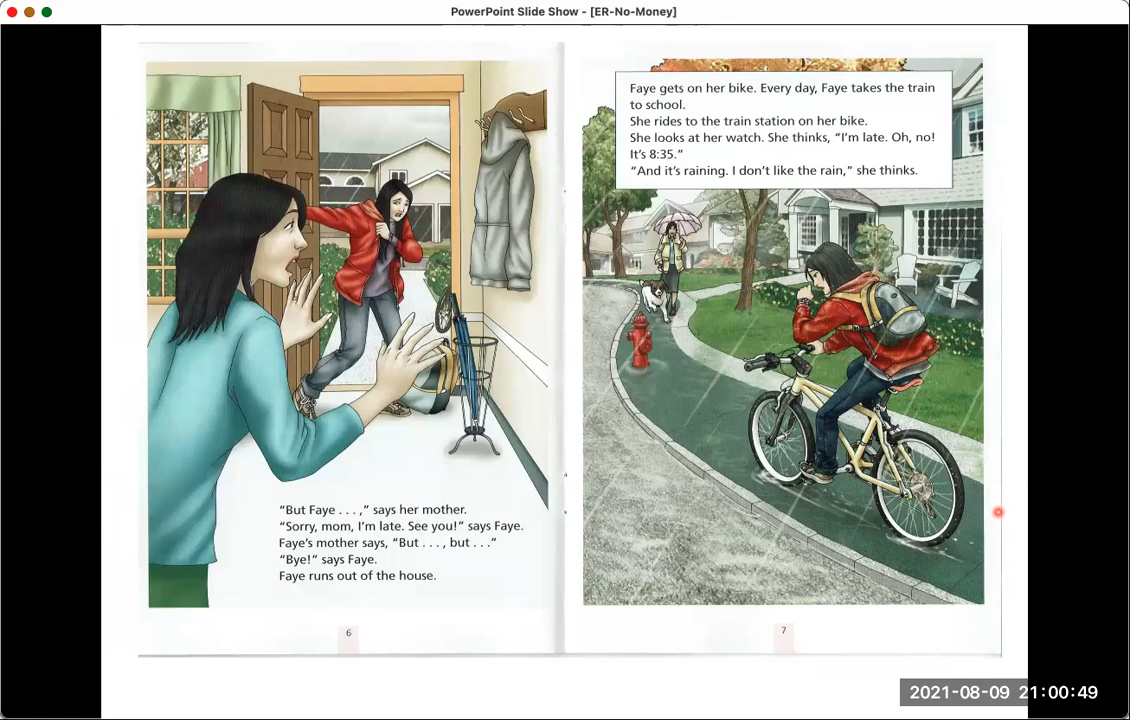 PowerPoint Slide Show - [ER-No-Money]
“But Faye . . . ,” says her mother.
“Sorry, mom, I’m late. See you!” says Faye.
Faye’s mother says, “But . . . , but . . .”
“Bye!” says Faye.
Faye runs out of the house.
6
Faye gets on her bike. Every day, Faye takes the train
to school.
She rides to the train station on her bike.
She looks at her watch. She thinks, “I’m late. Oh, no!
It’s 8:35.”
“And it’s raining. I don’t like the rain,” she thinks.
7
2021-08-09 21:00:49